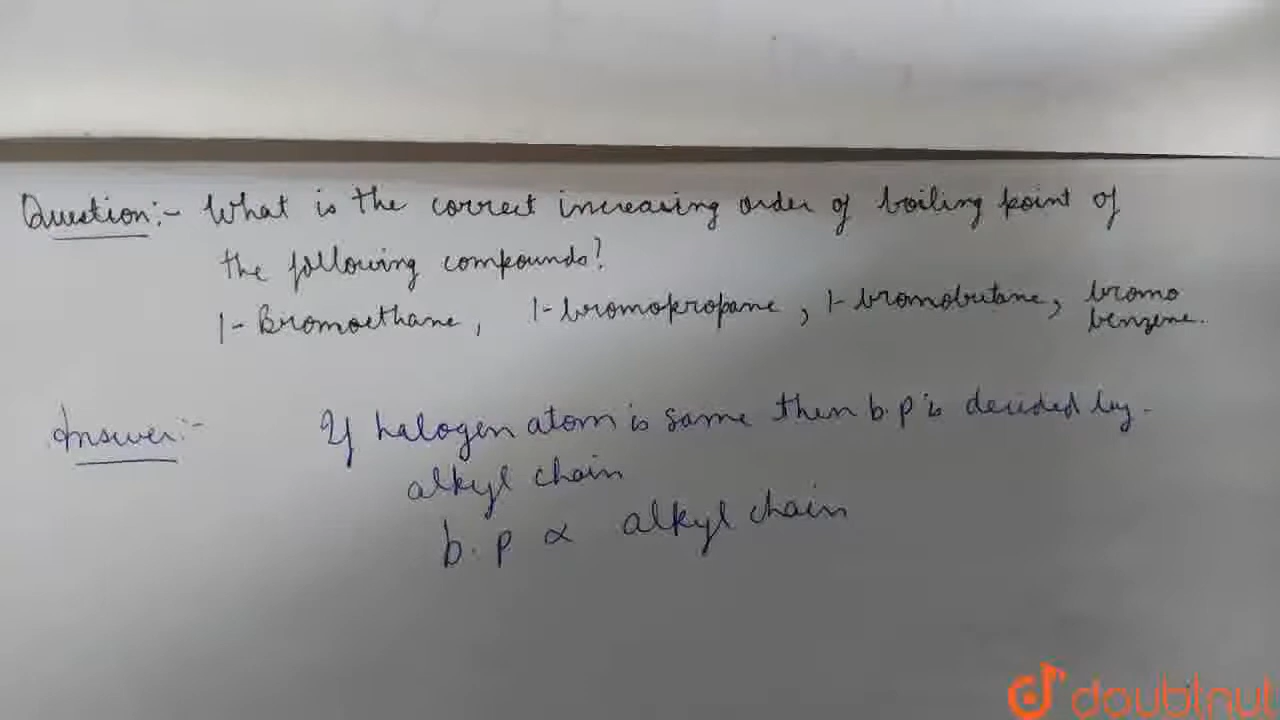 Question:- What is the correct increasing order of boiling point of
the following compounds?
1- Bromoethane, 1-bromopropane, 1-bromobutane, bromo
benzene.
Answer:- If halogen atom is same then b.p is decided by
alkyl chain
b.p ∝ alkyl chain
doubtnut